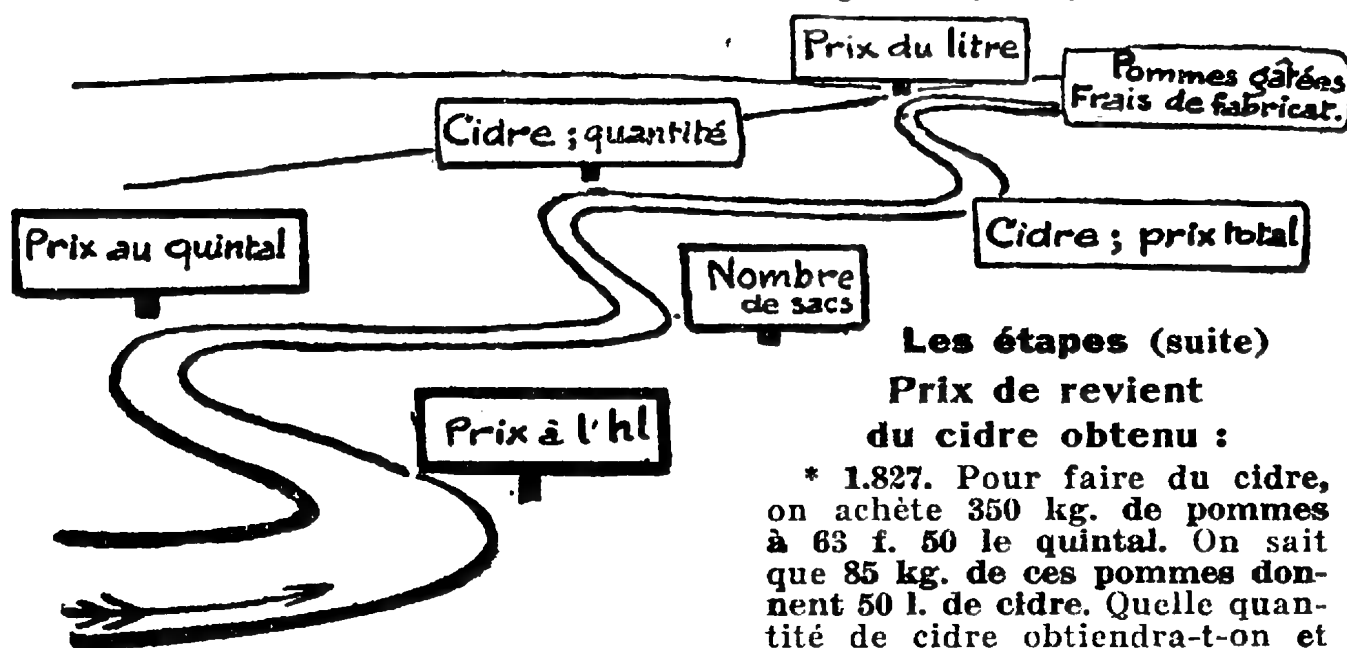 Prix du litre
Pommes gâtées
Frais de fabricat.
Cidre ; quantité
Prix au quintal
Cidre ; prix total
Nombre
de sacs
Prix à l'hl
Les étapes (suite)
Prix de revient
du cidre obtenu :
* 1.827. Pour faire du cidre,
on achète 350 kg. de pommes
à 63 f. 50 le quintal. On sait
que 85 kg. de ces pommes don-
nent 50 l. de cidre. Quelle quan-
tité de cidre obtiendra-t-on et